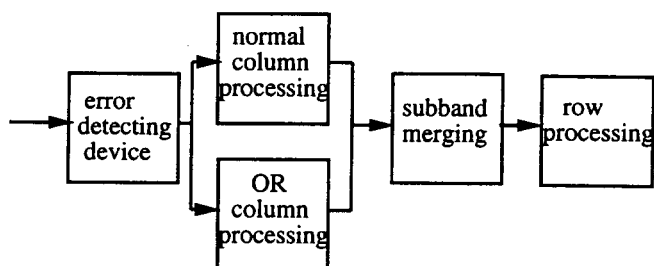 error
detecting
device
normal
column
processing
OR
column
processing
subband
merging
row
processing